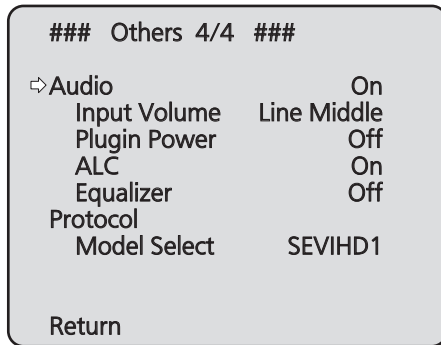 ### Others 4/4 ###
⇨Audio On
Input Volume Line Middle
Plugin Power Off
ALC On
Equalizer Off
Protocol
Model Select SEVIHD1
Return